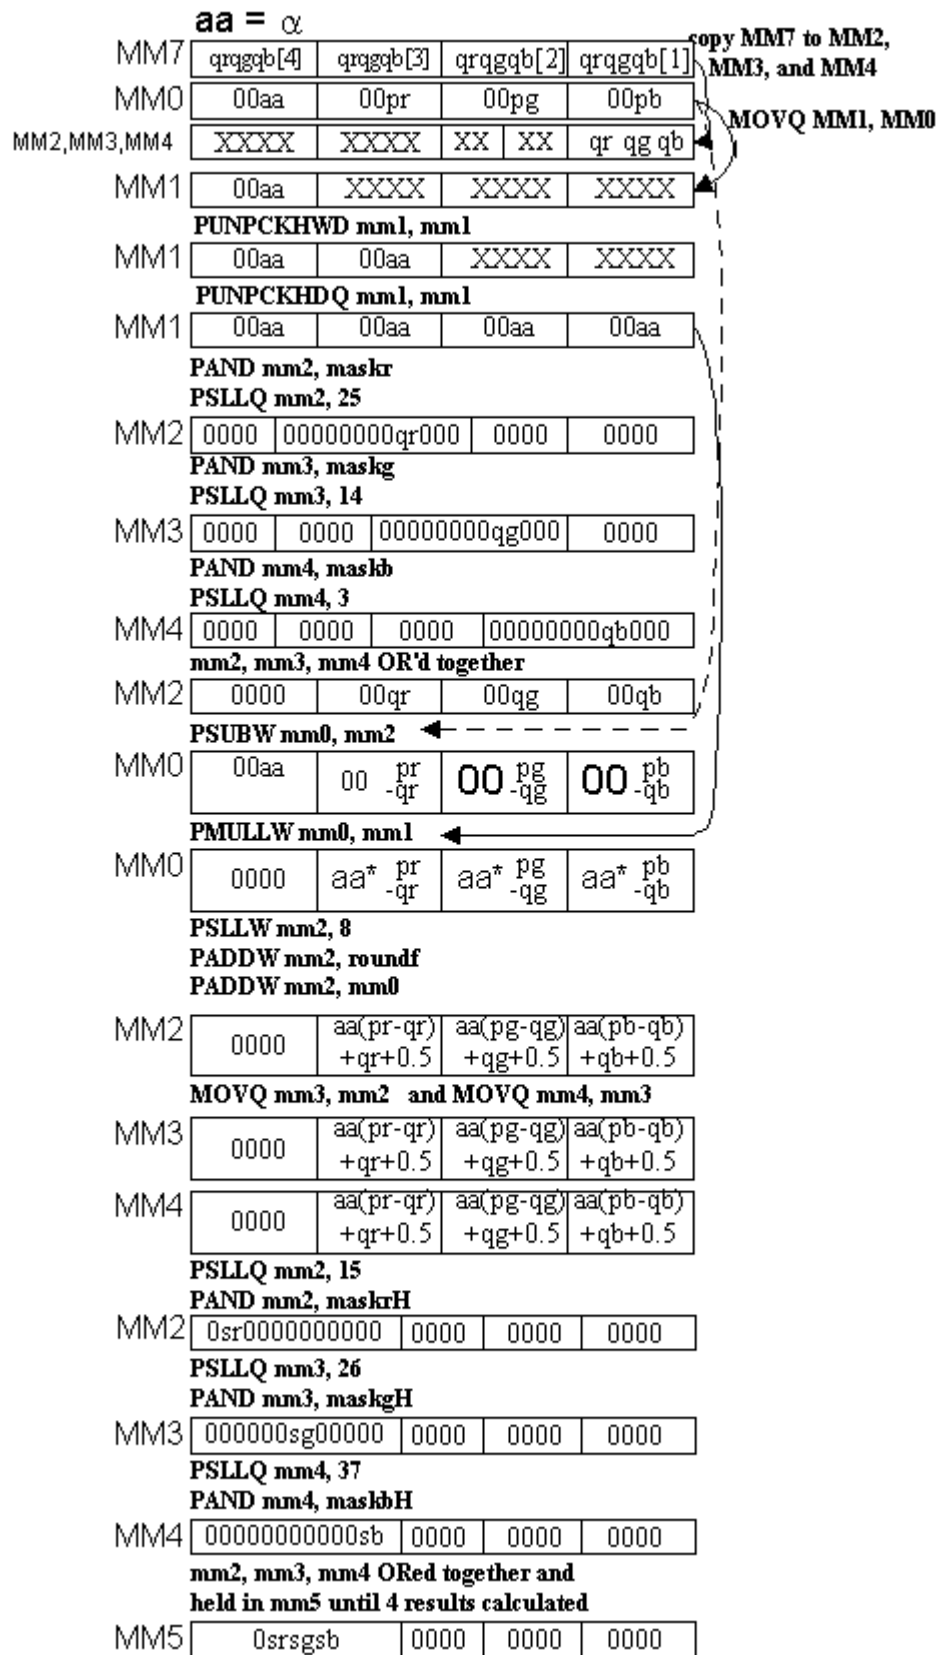 aa = α
MM7 qrqgqb[4] qrqgqb[3] qrqgqb[2] qrqgqb[1] copy MM7 to MM2,
MM3, and MM4
MM0 00aa 00pr 00pg 00pb
MOVQ MM1, MM0
MM2,MM3,MM4 XXXX XXXX XX XX qr qg qb
MM1 00aa XXXX XXXX XXXX
PUNPCKHWD mm1, mm1
MM1 00aa 00aa XXXX XXXX
PUNPCKHDQ mm1, mm1
MM1 00aa 00aa 00aa 00aa
PAND mm2, maskr
PSLLQ mm2, 25
MM2 0000 00000000qr000 0000 0000
PAND mm3, maskg
PSLLQ mm3, 14
MM3 0000 0000 00000000qg000 0000
PAND mm4, maskb
PSLLQ mm4, 3
MM4 0000 0000 0000 00000000qb000
mm2, mm3, mm4 OR'd together
MM2 0000 00qr 00qg 00qb
PSUBW mm0, mm2
MM0 00aa 00 pr -qr 00 pg -qg 00 pb -qb
PMULLW mm0, mm1
MM0 0000 aa* pr -qr aa* pg -qg aa* pb -qb
PSLLW mm2, 8
PADDW mm2, roundf
PADDW mm2, mm0
MM2 0000 aa(pr-qr) aa(pg-qg) aa(pb-qb)
+qr+0.5 +qg+0.5 +qb+0.5
MOVQ mm3, mm2 and MOVQ mm4, mm3
MM3 0000 aa(pr-qr) aa(pg-qg) aa(pb-qb)
+qr+0.5 +qg+0.5 +qb+0.5
MM4 0000 aa(pr-qr) aa(pg-qg) aa(pb-qb)
+qr+0.5 +qg+0.5 +qb+0.5
PSLLQ mm2, 15
PAND mm2, maskrH
MM2 0sr0000000000 0000 0000 0000
PSLLQ mm3, 26
PAND mm3, maskgH
MM3 000000sg00000 0000 0000 0000
PSLLQ mm4, 37
PAND mm4, maskbH
MM4 00000000000sb 0000 0000 0000
mm2, mm3, mm4 ORed together and
held in mm5 until 4 results calculated
MM5 0srsgsb 0000 0000 0000